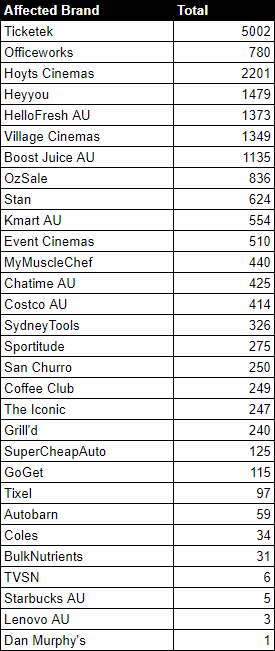 Affected Brand Total
Ticketek 5002
Officeworks 780
Hoyts Cinemas 2201
Heyyou 1479
HelloFresh AU 1373
Village Cinemas 1349
Boost Juice AU 1135
OzSale 836
Stan 624
Kmart AU 554
Event Cinemas 510
MyMuscleChef 440
Chatime AU 425
Costco AU 414
SydneyTools 326
Sportitude 275
San Churro 250
Coffee Club 249
The Iconic 247
Grill'd 240
SuperCheapAuto 125
GoGet 115
Tixel 97
Autobarn 59
Coles 34
BulkNutrients 31
TVSN 6
Starbucks AU 5
Lenovo AU 3
Dan Murphy's 1